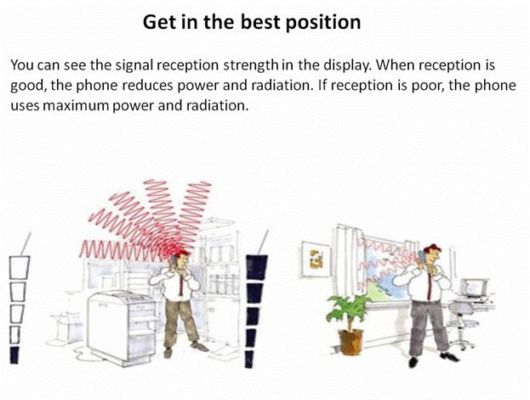 Get in the best position
You can see the signal reception strength in the display. When reception is
good, the phone reduces power and radiation. If reception is poor, the phone
uses maximum power and radiation.